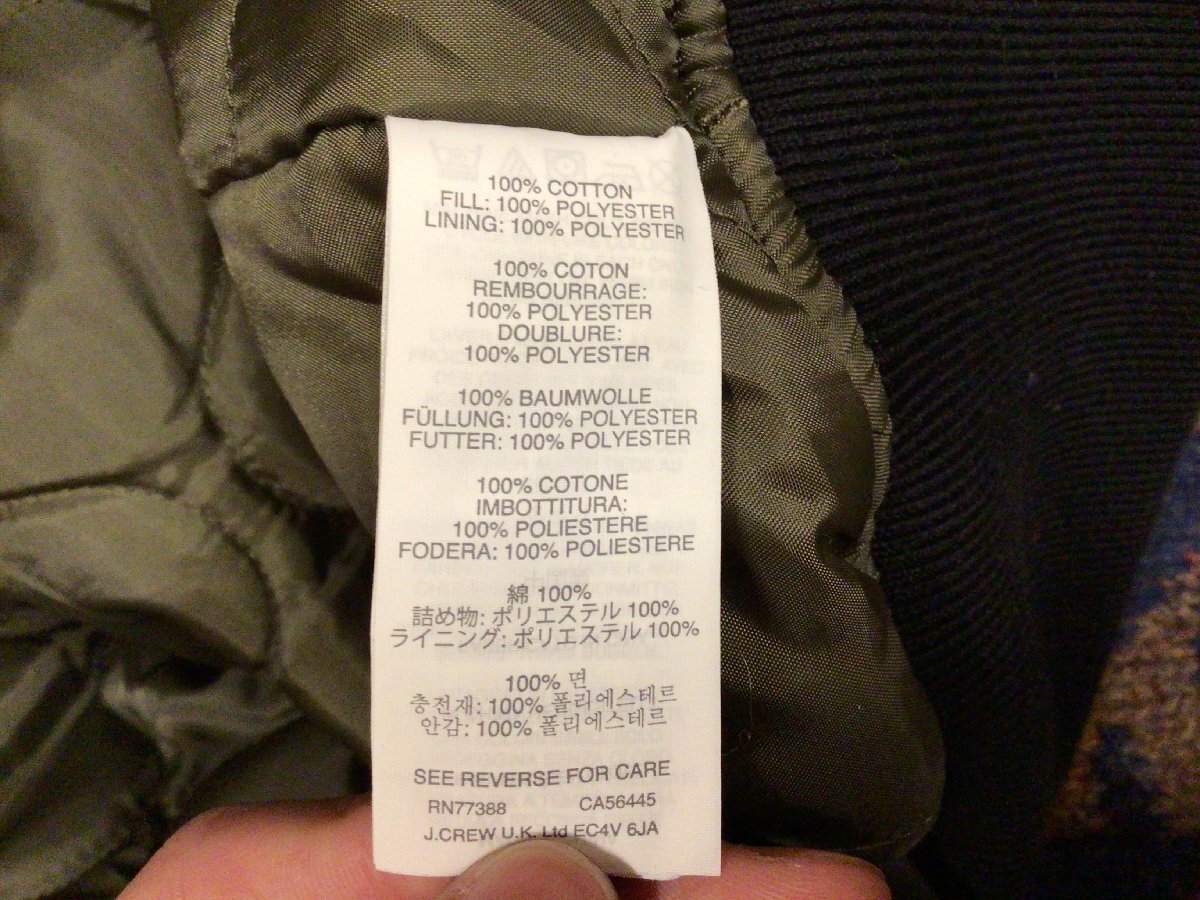 100% COTTON
FILL: 100% POLYESTER
LINING: 100% POLYESTER
100% COTON
REMBOURRAGE:
100% POLYESTER
DOUBLURE:
100% POLYESTER
100% BAUMWOLLE
FÜLLUNG: 100% POLYESTER
FUTTER: 100% POLYESTER
100% COTONE
IMBOTTITURA:
100% POLIESTERE
FODERA: 100% POLIESTERE
綿 100%
詰め物: ポリエステル 100%
ライニング: ポリエステル 100%
100% 면
충전재: 100% 폴리에스테르
안감: 100% 폴리에스테르
SEE REVERSE FOR CARE
RN77388 CA56445
J.CREW U.K. Ltd EC4V 6JA